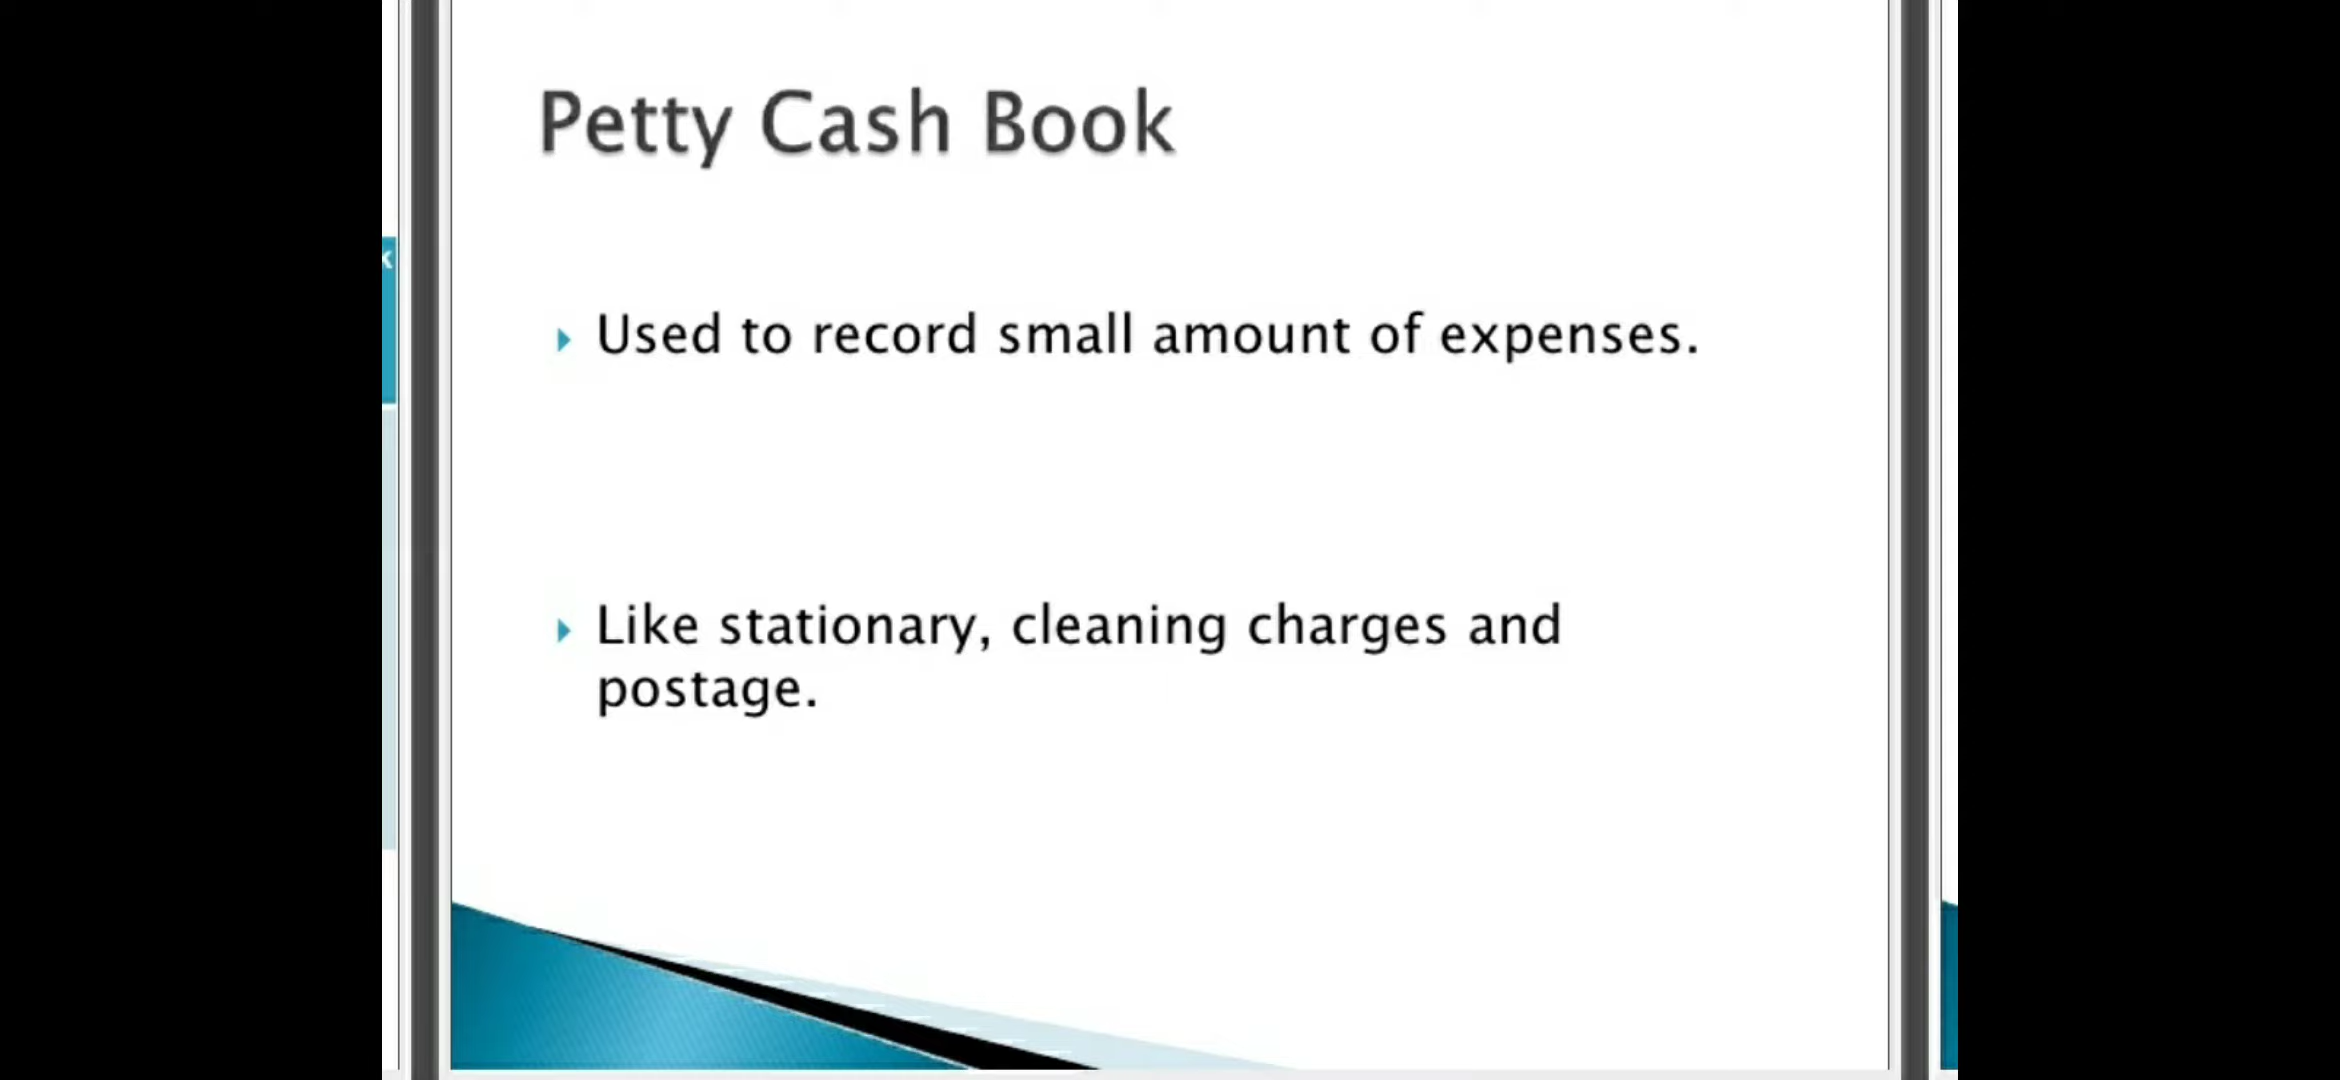 Petty Cash Book
Used to record small amount of expenses.
Like stationary, cleaning charges and
postage.